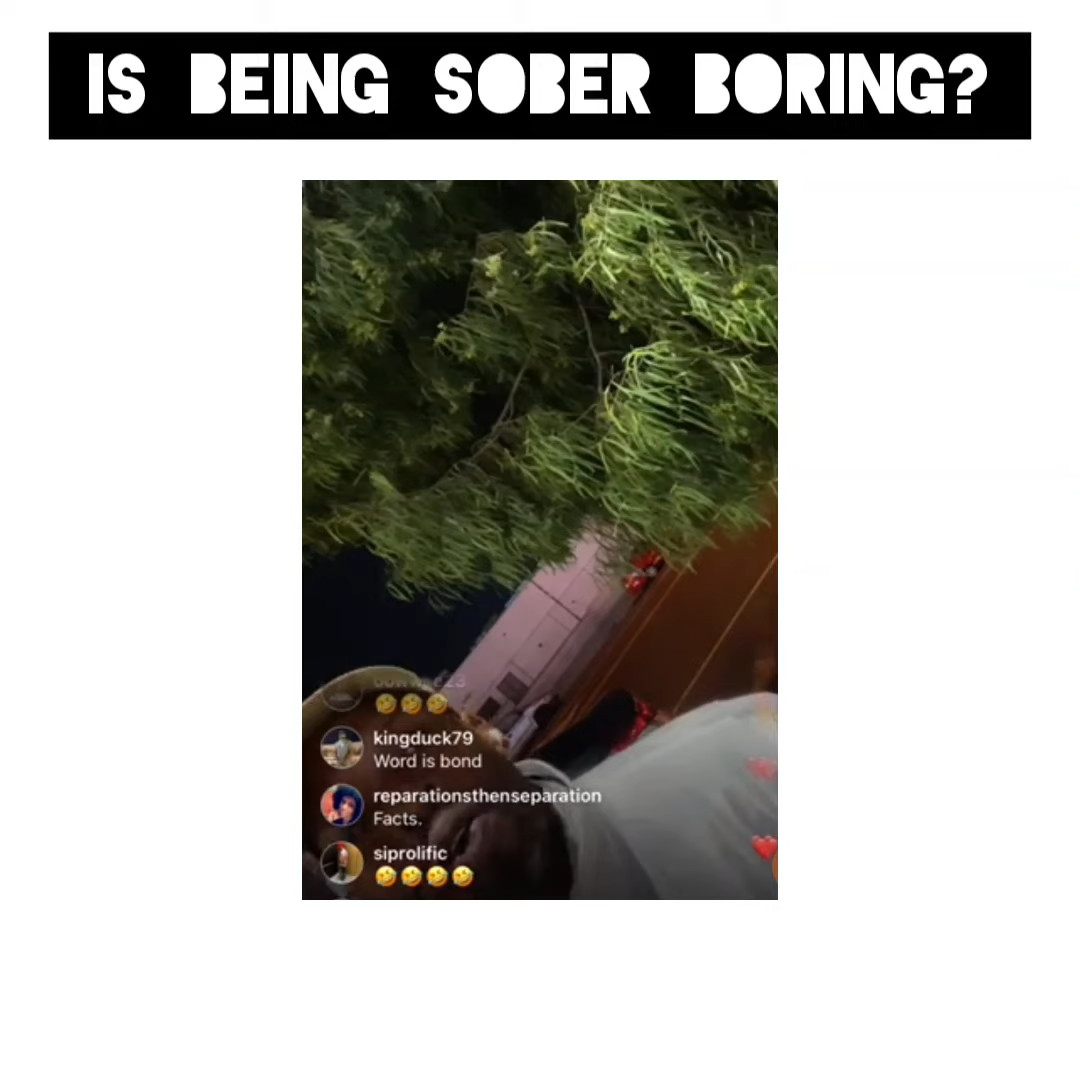 IS BEING SOBER BORING?
🤣🤣🤣
kingduck79
Word is bond
reparationsthenseparation
Facts.
siprolific
🤣🤣🤣🤣